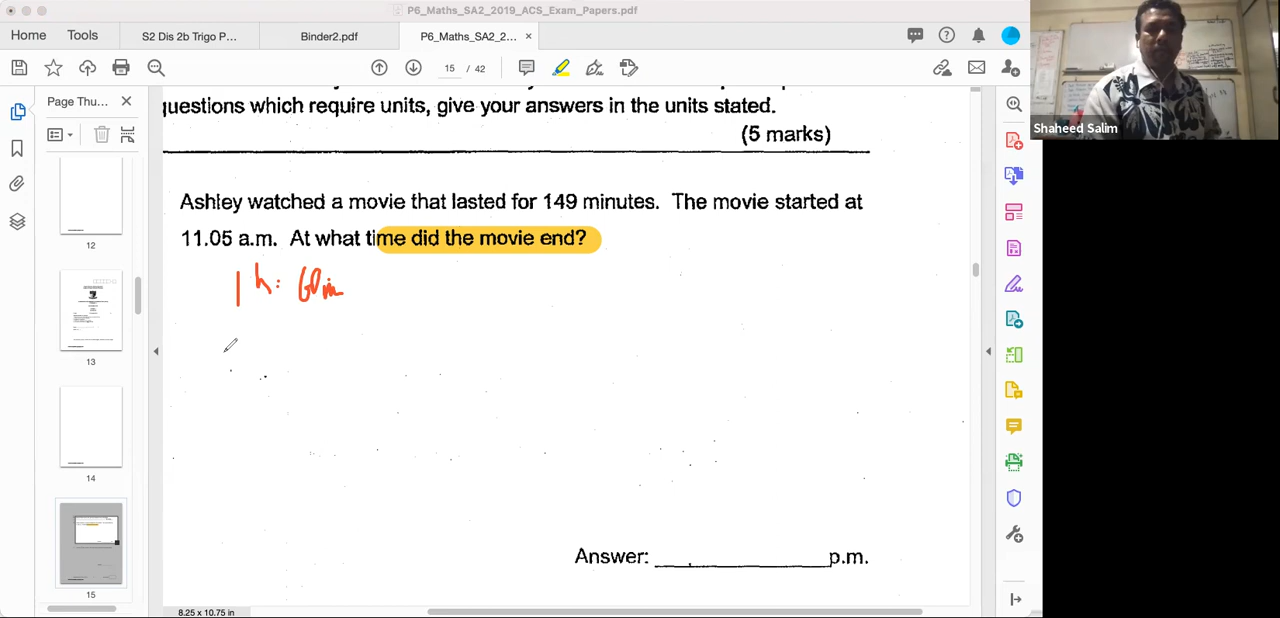 P6_Maths_SA2_2019_ACS_Exam_Papers.pdf
Home Tools S2 Dis 2b Trigo P... Binder2.pdf P6_Maths_SA2_2... ×
15 / 42
Page Thu... ×
questions which require units, give your answers in the units stated.
(5 marks)
Shaheed Salim
Ashley watched a movie that lasted for 149 minutes. The movie started at
11.05 a.m. At what time did the movie end?
1 h: 60 min
12
13
14
15
Answer: p.m.
8.25 x 10.75 in